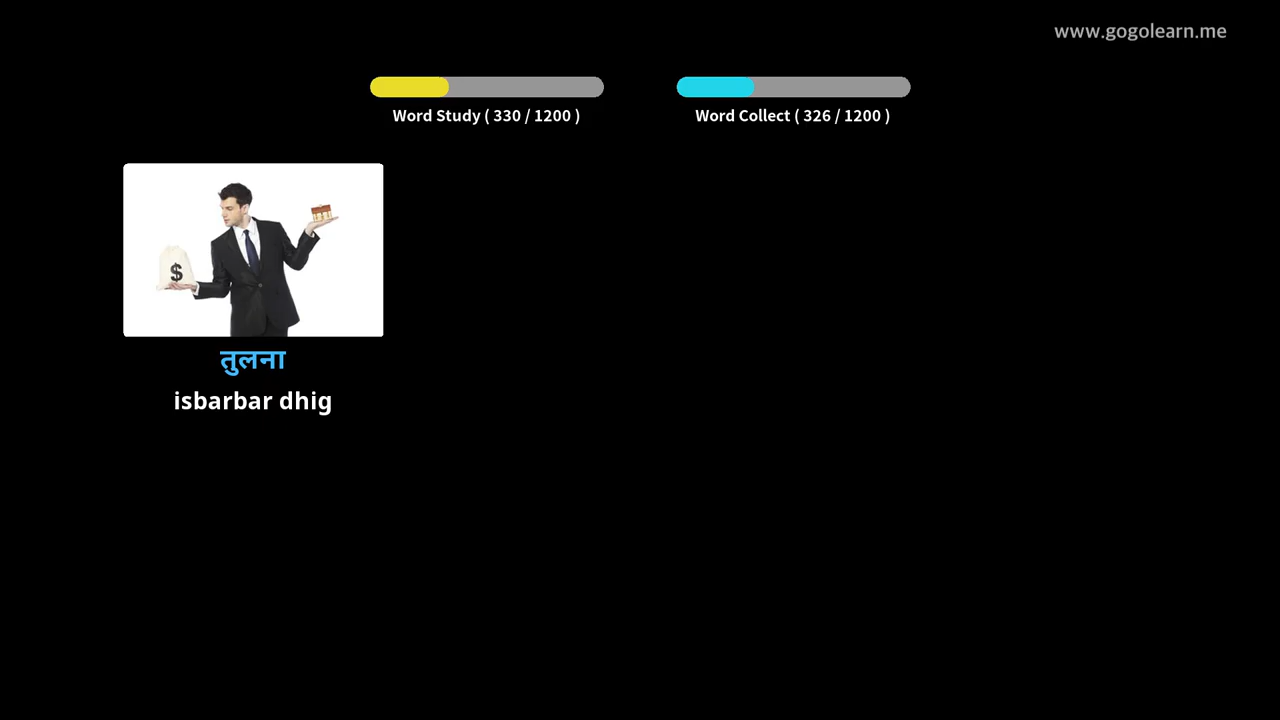 www.gogolearn.me
Word Study ( 330 / 1200 )
Word Collect ( 326 / 1200 )
$
तुलना
isbarbar dhig